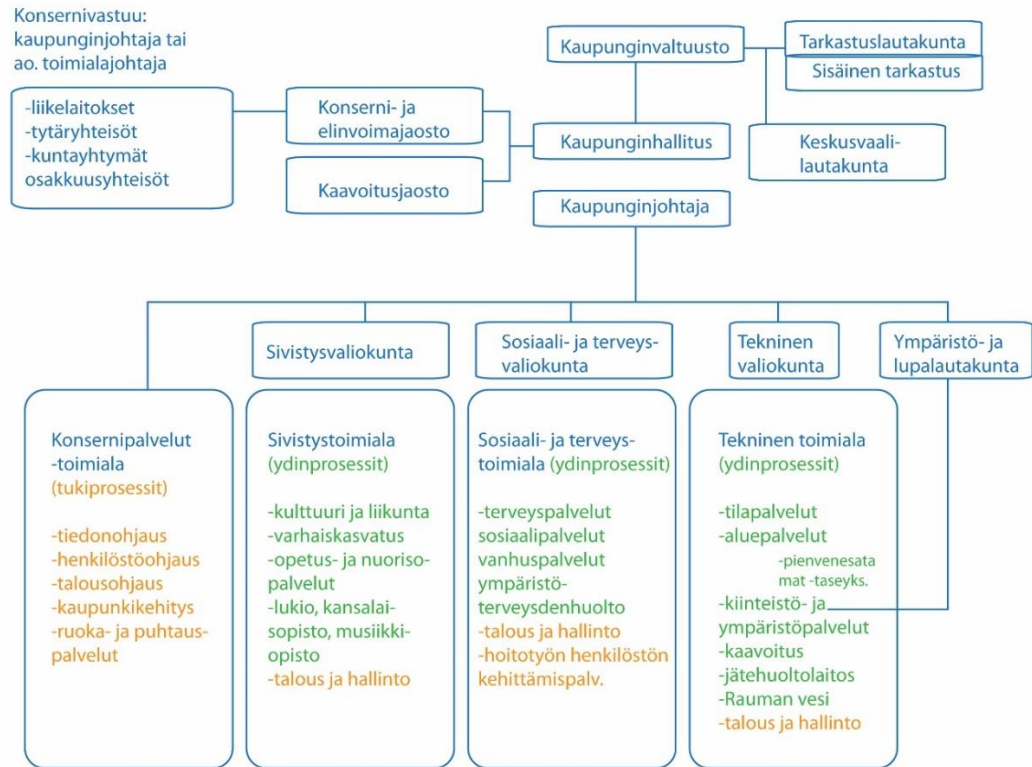 Konsernivastuu:
kaupunginjohtaja tai
ao. toimialajohtaja
-liikelaitokset
-tytäryhteisöt
-kuntayhtymät
osakkuusyhteisöt
Konserni- ja
elinvoimajaosto
Kaavoitusjaosto
Kaupunginvaltuusto
Kaupunginhallitus
Kaupunginjohtaja
Tarkastuslautakunta
Sisäinen tarkastus
Keskusvaali-
lautakunta
Sivistysvaliokunta
Sosiaali- ja terveys-
valiokunta
Tekninen
valiokunta
Ympäristö- ja
lupalautakunta
Konsernipalvelut
-toimiala
(tukiprosessit)
-tiedonohjaus
-henkilöstöohjaus
-talousohjaus
-kaupunkikehitys
-ruoka- ja puhtaus-
palvelut
Sivistystoimiala
(ydinprosessit)
-kulttuuri ja liikunta
-varhaiskasvatus
-opetus- ja nuoriso-
palvelut
-lukio, kansalai-
sopisto, musiikki-
opisto
-talous ja hallinto
Sosiaali- ja terveys-
toimiala (ydinprosessit)
-terveyspalvelut
sosiaalipalvelut
vanhuspalvelut
ympäristö-
terveysdenhuolto
-talous ja hallinto
-hoitotyön henkilöstön
kehittämispalv.
Tekninen toimiala
(ydinprosessit)
-tilapalvelut
-aluepalvelut
-pienvenesata
mat -taseyks.
-kiinteistö- ja
ympäristöpalvelut
-kaavoitus
-jätehuoltolaitos
-Rauman vesi
-talous ja hallinto